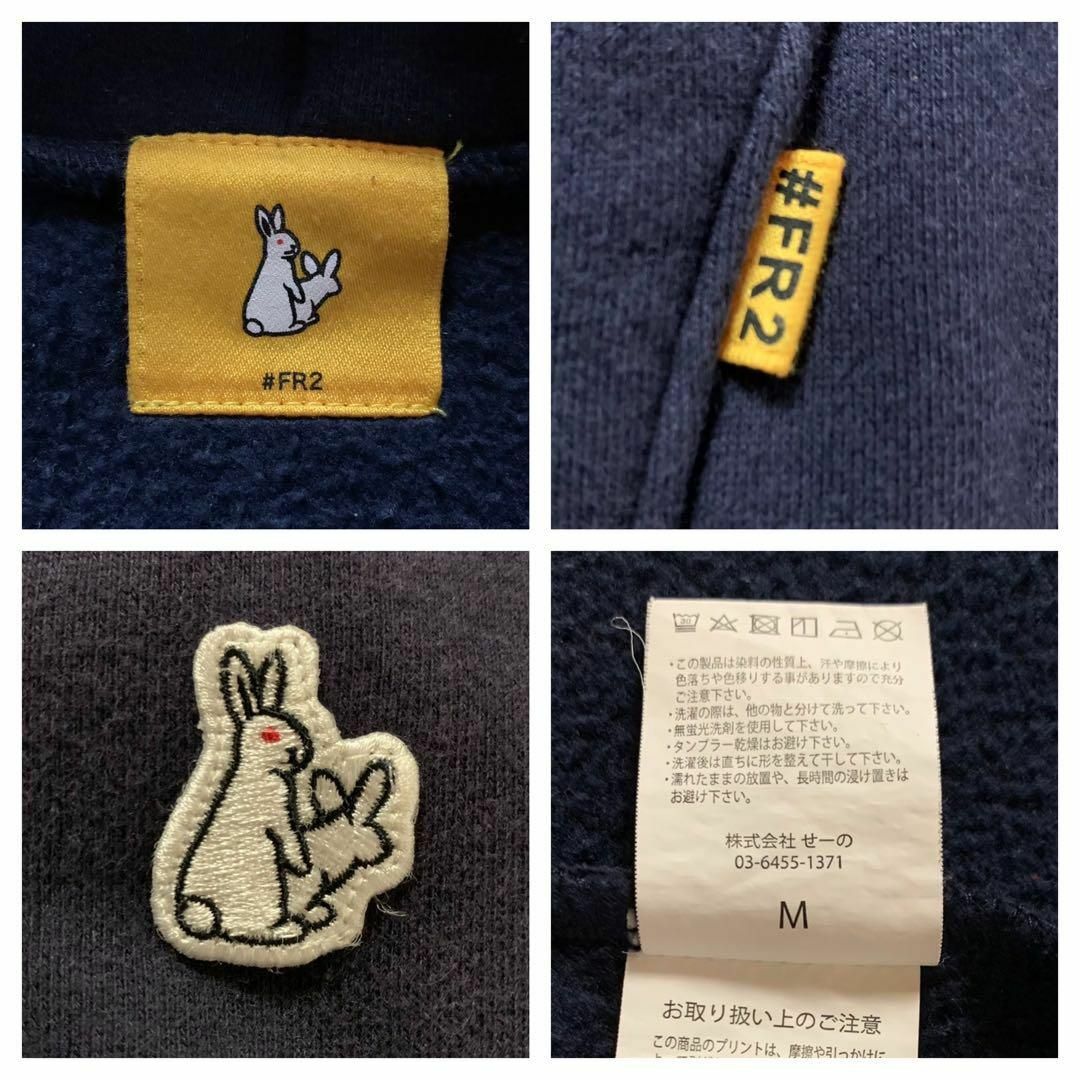 #FR2
#FR2
30
・この製品は染料の性質上、汗や摩擦により
色落ちや色移りする事がありますので充分
ご注意下さい。
・洗濯の際は、他の物と分けて洗って下さい。
・無蛍光洗剤を使用して下さい。
・タンブラー乾燥はお避け下さい。
・洗濯後は直ちに形を整えて干して下さい。
・濡れたままの放置や、長時間の浸け置きは
お避け下さい。
株式会社 せーの
03-6455-1371
M
お取り扱い上のご注意
この商品のプリントは、摩擦や引っかけに